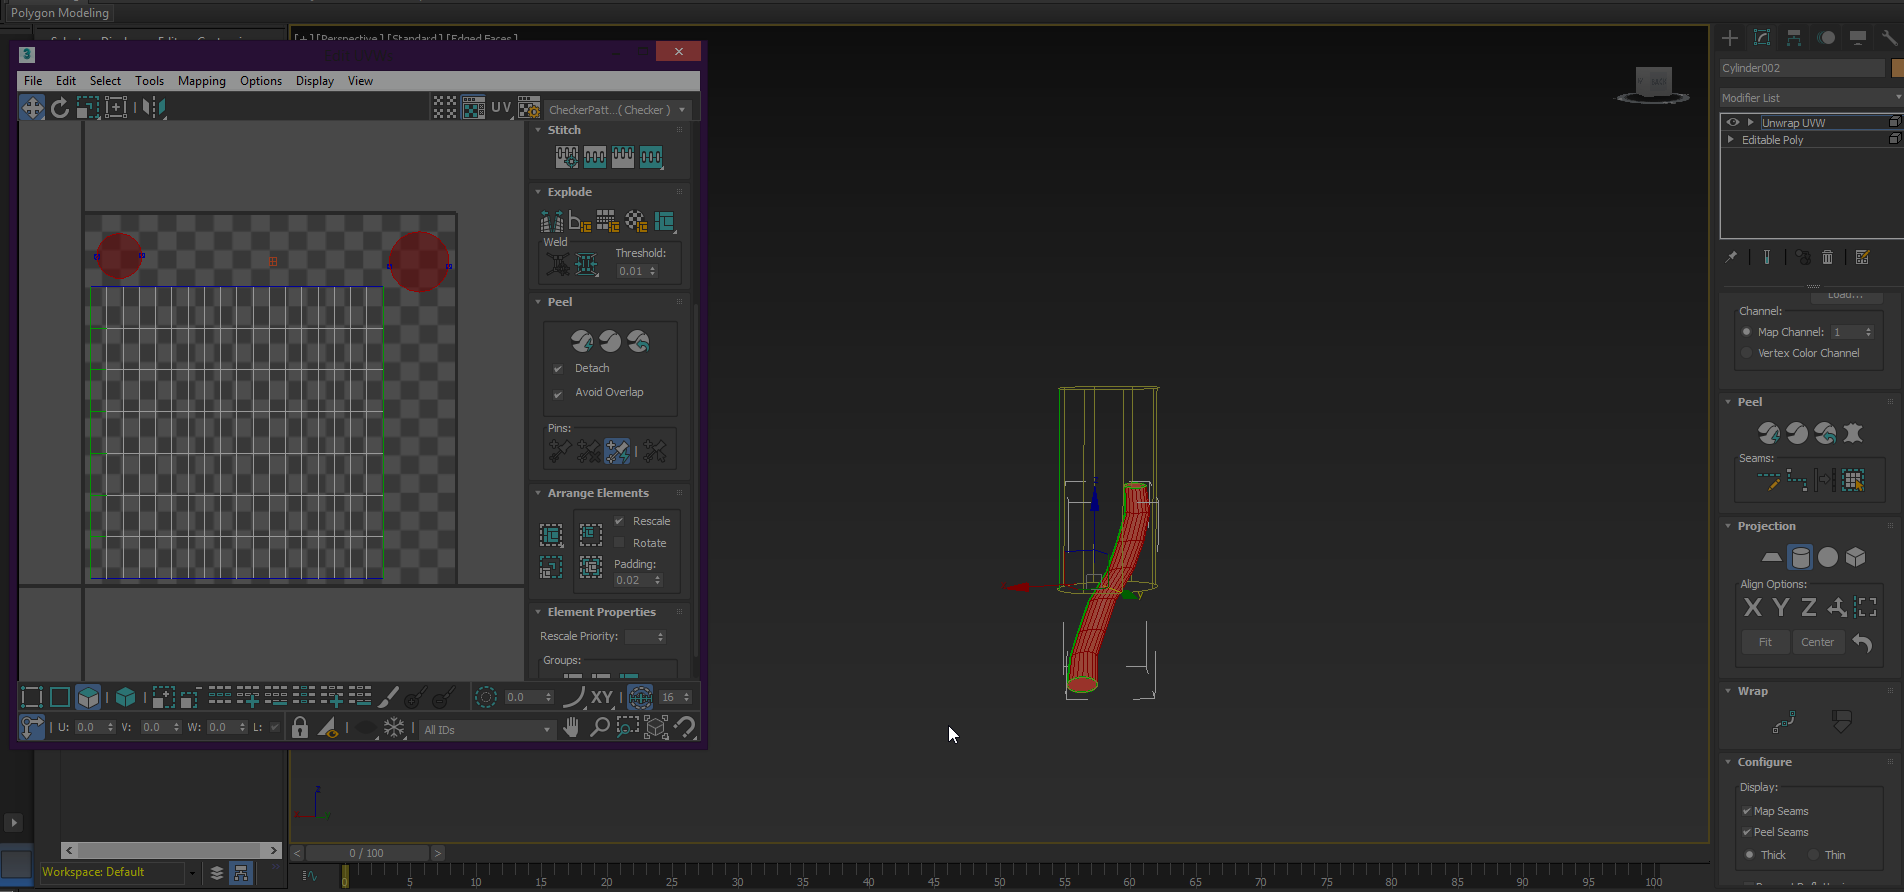 Polygon Modeling
[+] [Perspective] [Standard] [Edged Faces]
File Edit Select Tools Mapping Options Display View
UV CheckerPatt...( Checker )
Stitch
Explode
Weld
Threshold:
0.01
Peel
Detach
Avoid Overlap
Pins:
Arrange Elements
Rescale
Rotate
Padding:
0.02
Element Properties
Rescale Priority:
Groups:
0.0 XY 16
U: 0.0 V: 0.0 W: 0.0 L: All IDs
y
Cylinder002
Modifier List
Unwrap UVW
Editable Poly
Load...
Channel:
Map Channel: 1
Vertex Color Channel
Peel
Seams:
Projection
Align Options:
X Y Z
Fit Center
Wrap
Configure
Display:
Map Seams
Peel Seams
Thick Thin
< > < 0 / 100 >
Workspace: Default
5 10 15 20 25 30 35 40 45 50 55 60 65 70 75 80 85 90 95 100